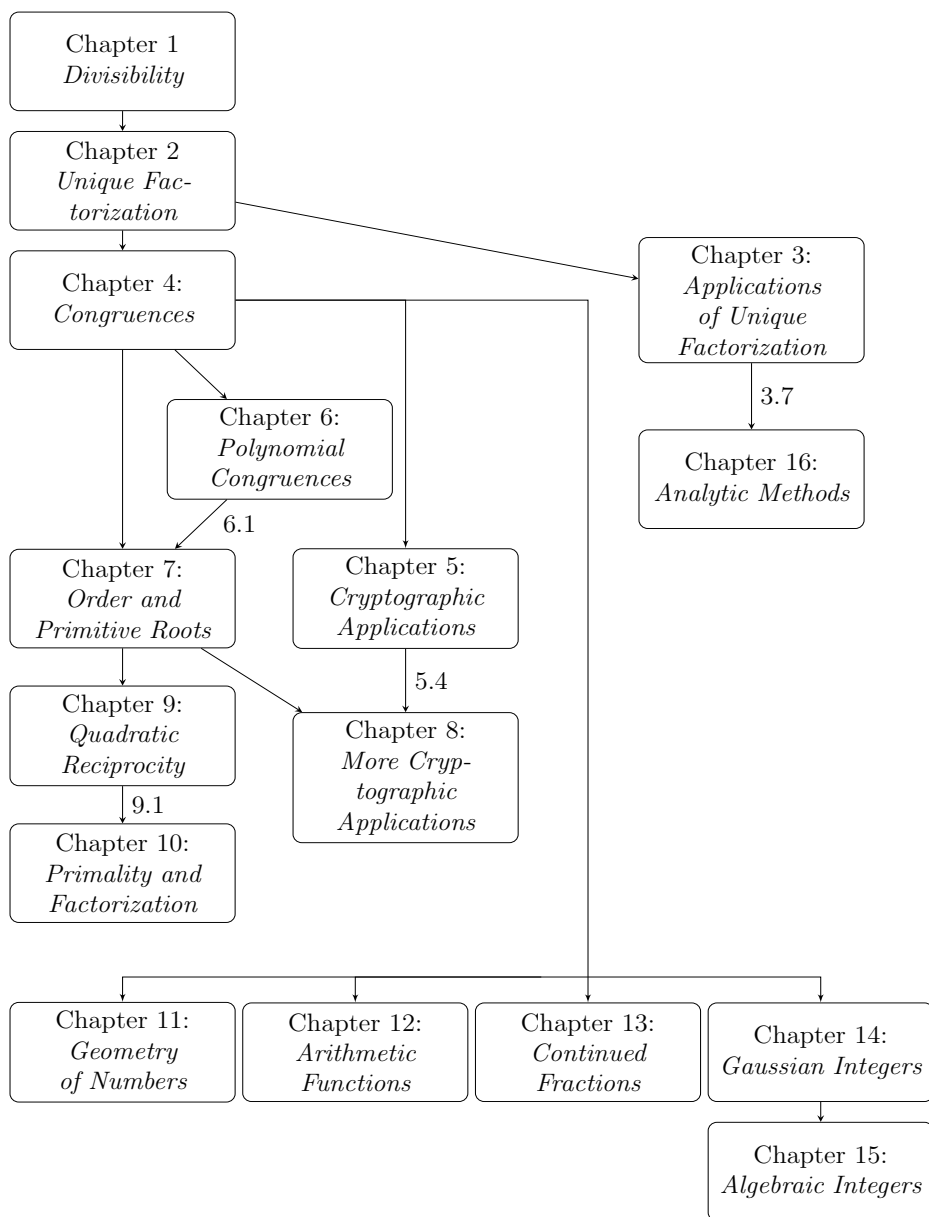 Chapter 1
Divisibility
Chapter 2
Unique Fac-
torization
Chapter 4:
Congruences
Chapter 3:
Applications
of Unique
Factorization
3.7
Chapter 16:
Analytic Methods
Chapter 6:
Polynomial
Congruences
6.1
Chapter 7:
Order and
Primitive Roots
Chapter 5:
Cryptographic
Applications
5.4
Chapter 9:
Quadratic
Reciprocity
Chapter 8:
More Cryp-
tographic
Applications
9.1
Chapter 10:
Primality and
Factorization
Chapter 11:
Geometry
of Numbers
Chapter 12:
Arithmetic
Functions
Chapter 13:
Continued
Fractions
Chapter 14:
Gaussian Integers
Chapter 15:
Algebraic Integers